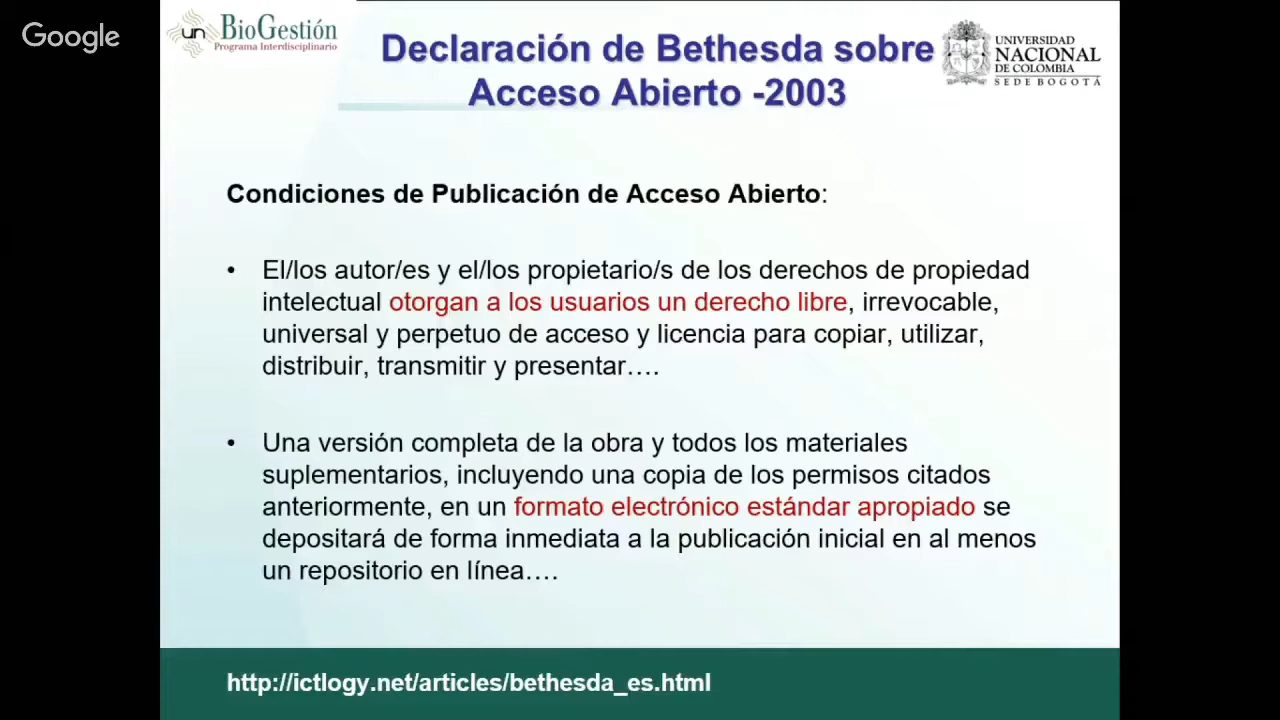 Google
un BioGestión
Programa Interdisciplinario
Declaración de Bethesda sobre
Acceso Abierto -2003
UNIVERSIDAD
NACIONAL
DE COLOMBIA
SEDE BOGOTÁ
Condiciones de Publicación de Acceso Abierto:
• El/los autor/es y el/los propietario/s de los derechos de propiedad
intelectual otorgan a los usuarios un derecho libre, irrevocable,
universal y perpetuo de acceso y licencia para copiar, utilizar,
distribuir, transmitir y presentar….
• Una versión completa de la obra y todos los materiales
suplementarios, incluyendo una copia de los permisos citados
anteriormente, en un formato electrónico estándar apropiado se
depositará de forma inmediata a la publicación inicial en al menos
un repositorio en línea….
http://ictlogy.net/articles/bethesda_es.html